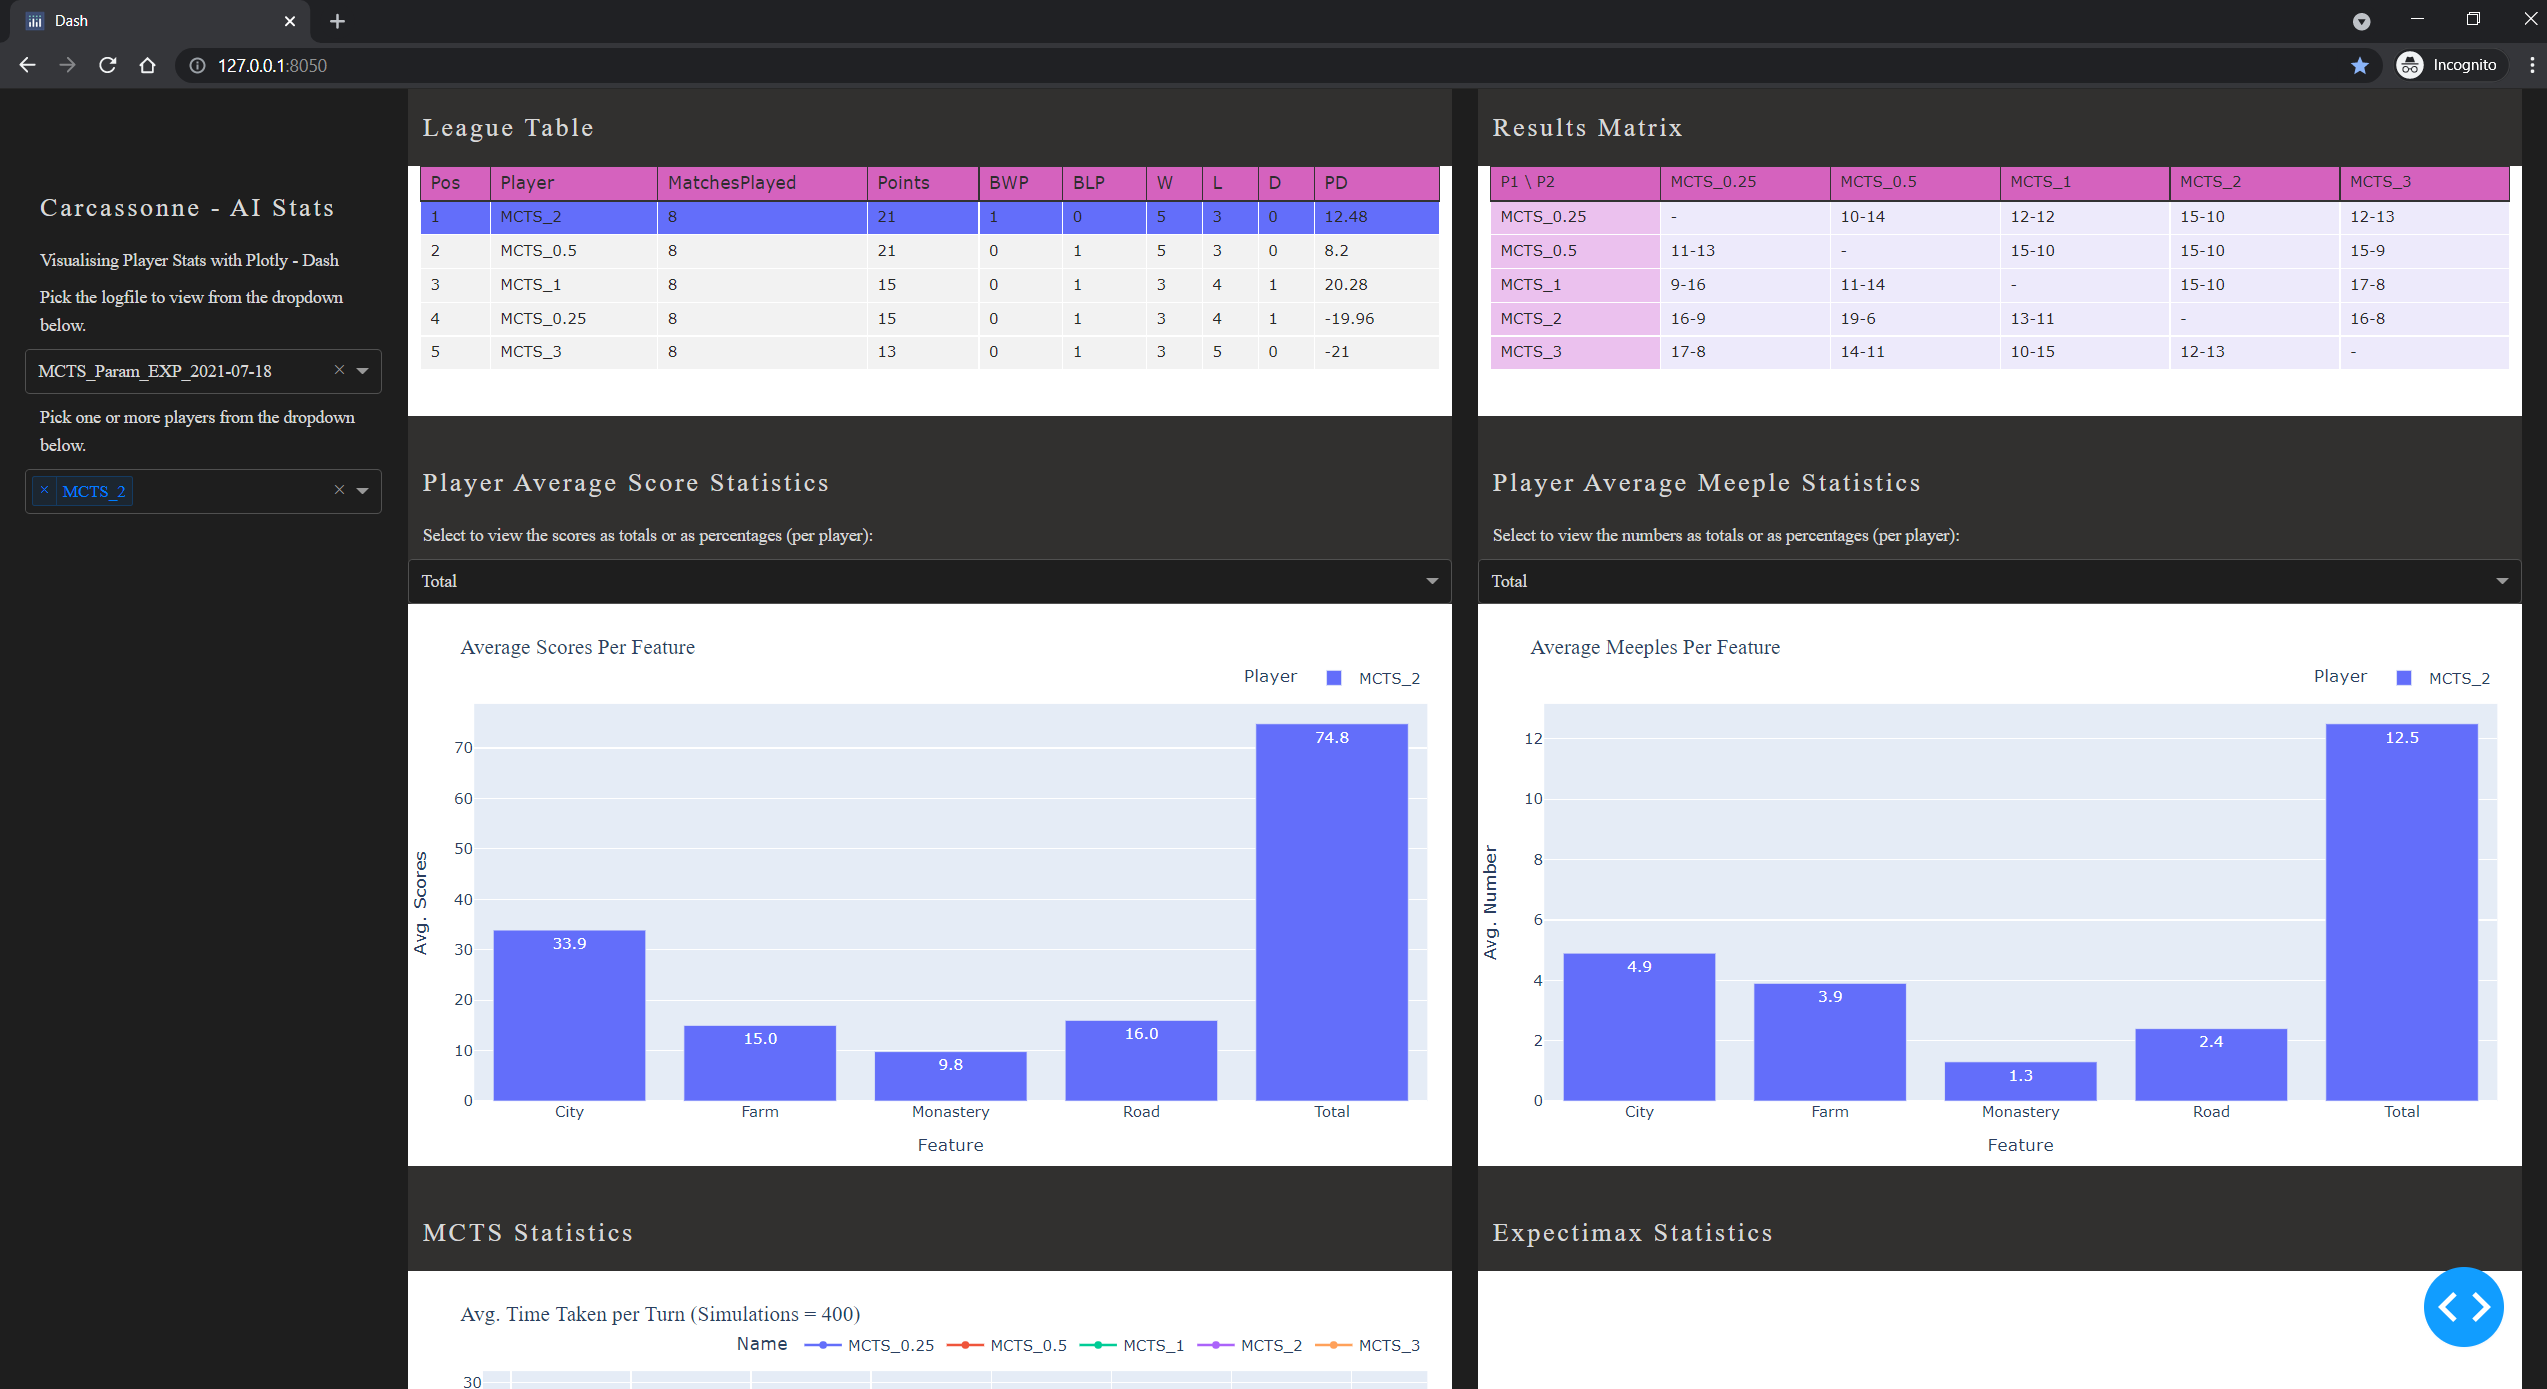 Dash
127.0.0.1:8050
Incognito
Carcassonne - AI Stats
Visualising Player Stats with Plotly - Dash
Pick the logfile to view from the dropdown
below.
MCTS_Param_EXP_2021-07-18
Pick one or more players from the dropdown
below.
MCTS_2
League Table
Pos Player MatchesPlayed Points BWP BLP W L D PD
1 MCTS_2 8 21 1 0 5 3 0 12.48
2 MCTS_0.5 8 21 0 1 5 3 0 8.2
3 MCTS_1 8 15 0 1 3 4 1 20.28
4 MCTS_0.25 8 15 0 1 3 4 1 -19.96
5 MCTS_3 8 13 0 1 3 5 0 -21
Results Matrix
P1 \ P2 MCTS_0.25 MCTS_0.5 MCTS_1 MCTS_2 MCTS_3
MCTS_0.25 - 10-14 12-12 15-10 12-13
MCTS_0.5 11-13 - 15-10 15-10 15-9
MCTS_1 9-16 11-14 - 15-10 17-8
MCTS_2 16-9 19-6 13-11 - 16-8
MCTS_3 17-8 14-11 10-15 12-13 -
Player Average Score Statistics
Select to view the scores as totals or as percentages (per player):
Total
Average Scores Per Feature
Player MCTS_2
Avg. Scores
70
60
50
40
30
20
10
0
33.9
15.0
9.8
16.0
74.8
City Farm Monastery Road Total
Feature
Player Average Meeple Statistics
Select to view the numbers as totals or as percentages (per player):
Total
Average Meeples Per Feature
Player MCTS_2
Avg. Number
12
10
8
6
4
2
0
4.9
3.9
1.3
2.4
12.5
City Farm Monastery Road Total
Feature
MCTS Statistics
Avg. Time Taken per Turn (Simulations = 400)
Name MCTS_0.25 MCTS_0.5 MCTS_1 MCTS_2 MCTS_3
30
Expectimax Statistics